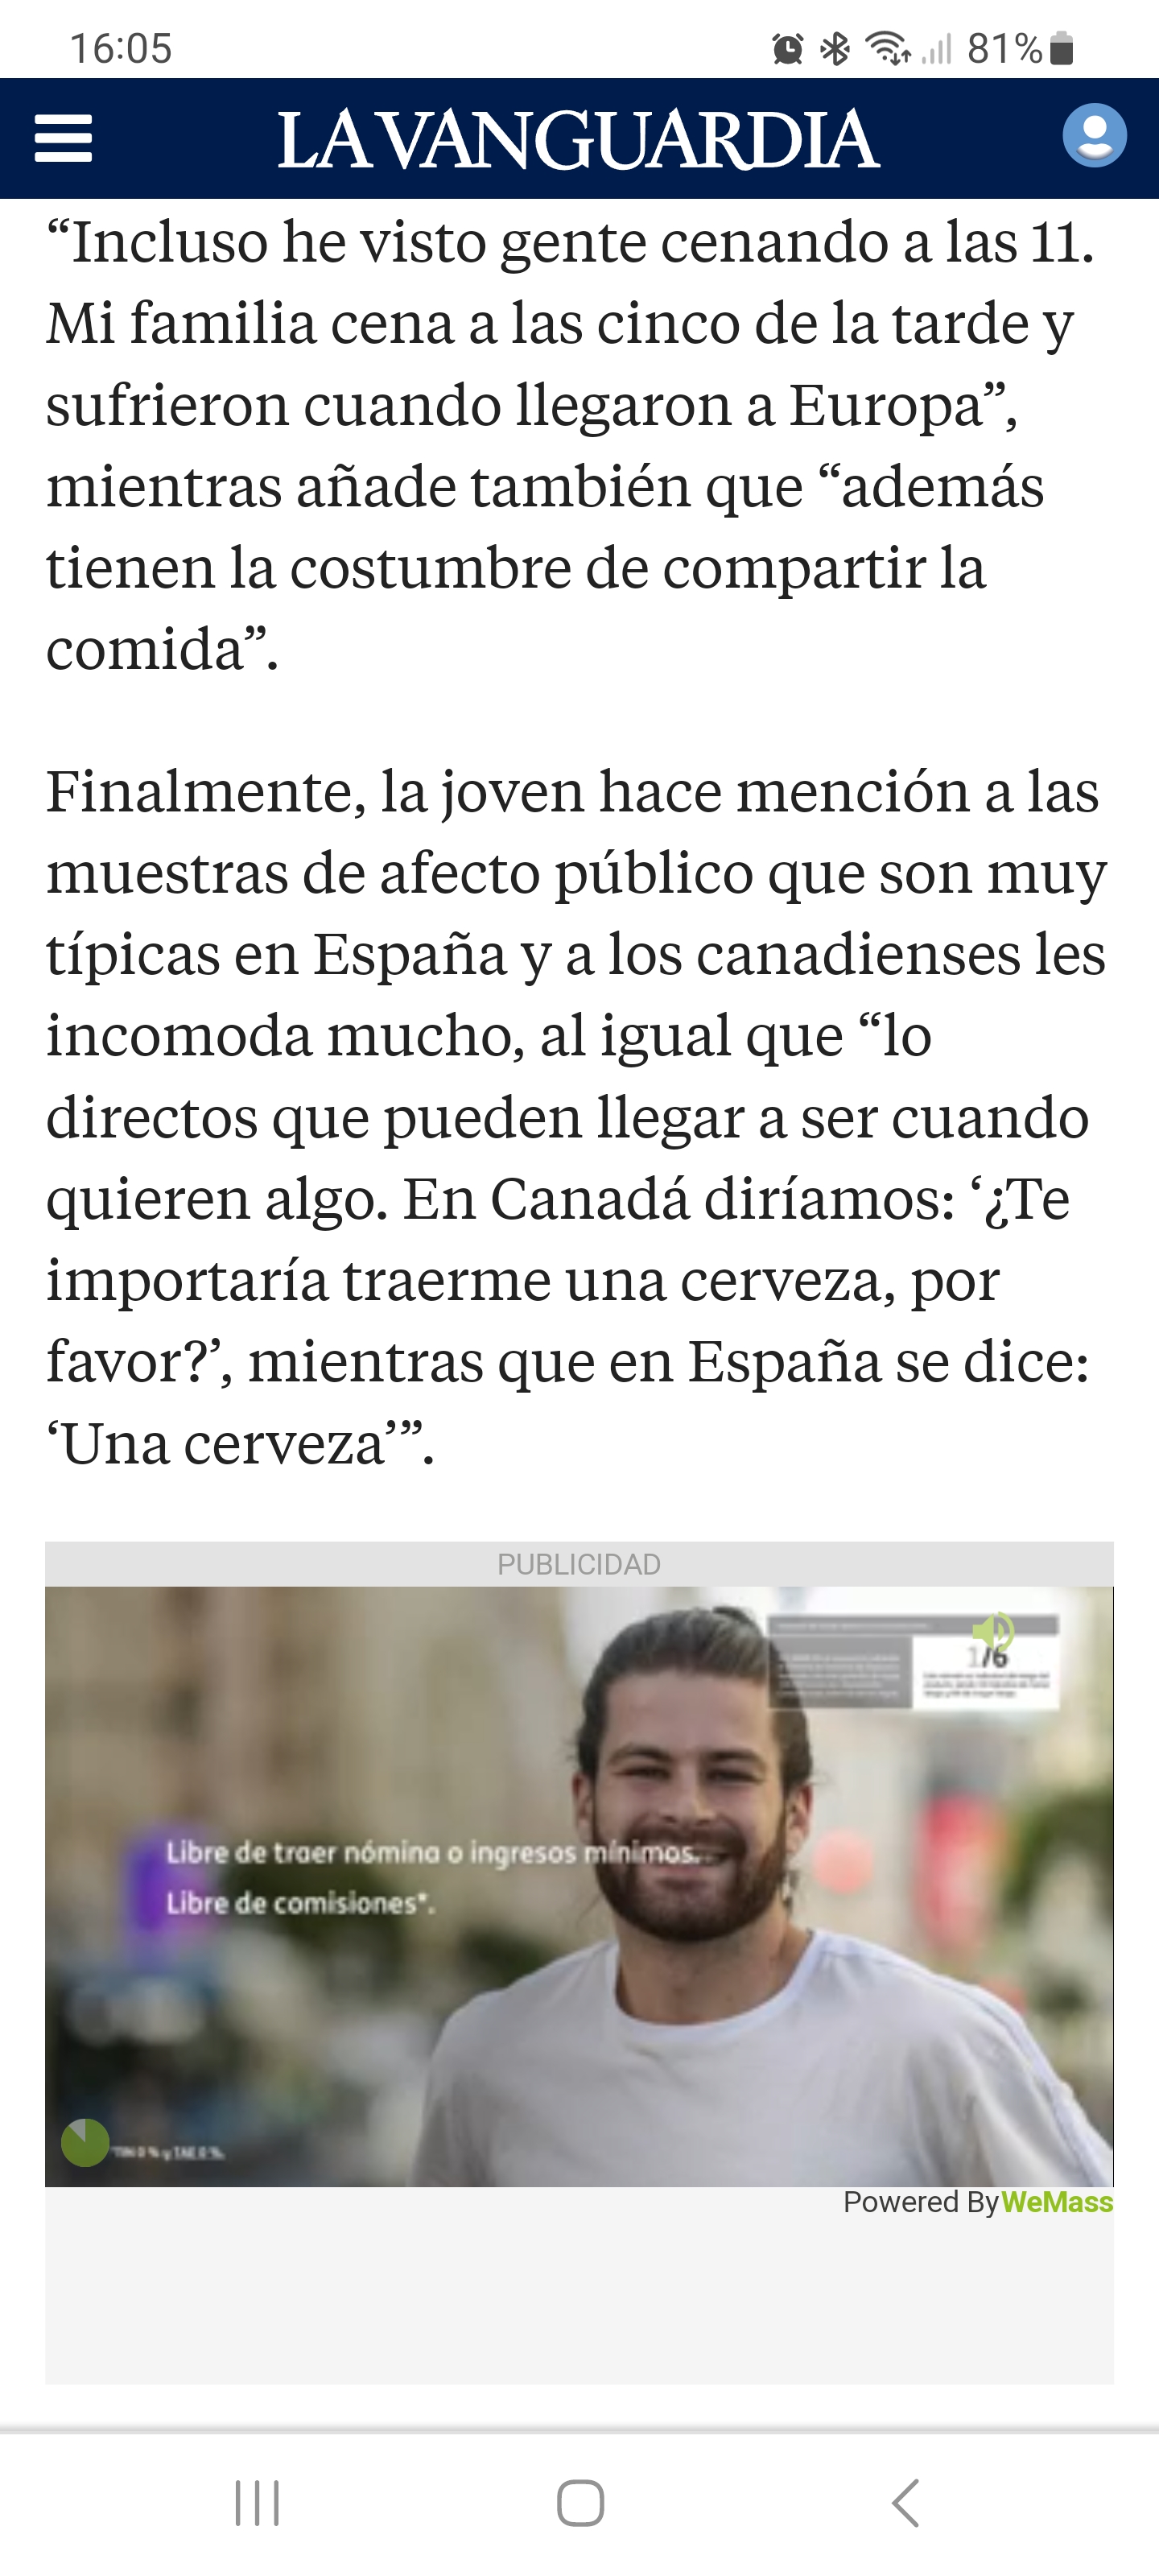 16:05
81%
LA VANGUARDIA
“Incluso he visto gente cenando a las 11.
Mi familia cena a las cinco de la tarde y
sufrieron cuando llegaron a Europa”,
mientras añade también que “además
tienen la costumbre de compartir la
comida”.
Finalmente, la joven hace mención a las
muestras de afecto público que son muy
típicas en España y a los canadienses les
incomoda mucho, al igual que “lo
directos que pueden llegar a ser cuando
quieren algo. En Canadá diríamos: ‘¿Te
importaría traerme una cerveza, por
favor?’, mientras que en España se dice:
‘Una cerveza’”.
PUBLICIDAD
1/6
Libre de traer nómina o ingresos mínimos.
Libre de comisiones*.
*TIN 0 % y TAE 0 %.
Powered By WeMass